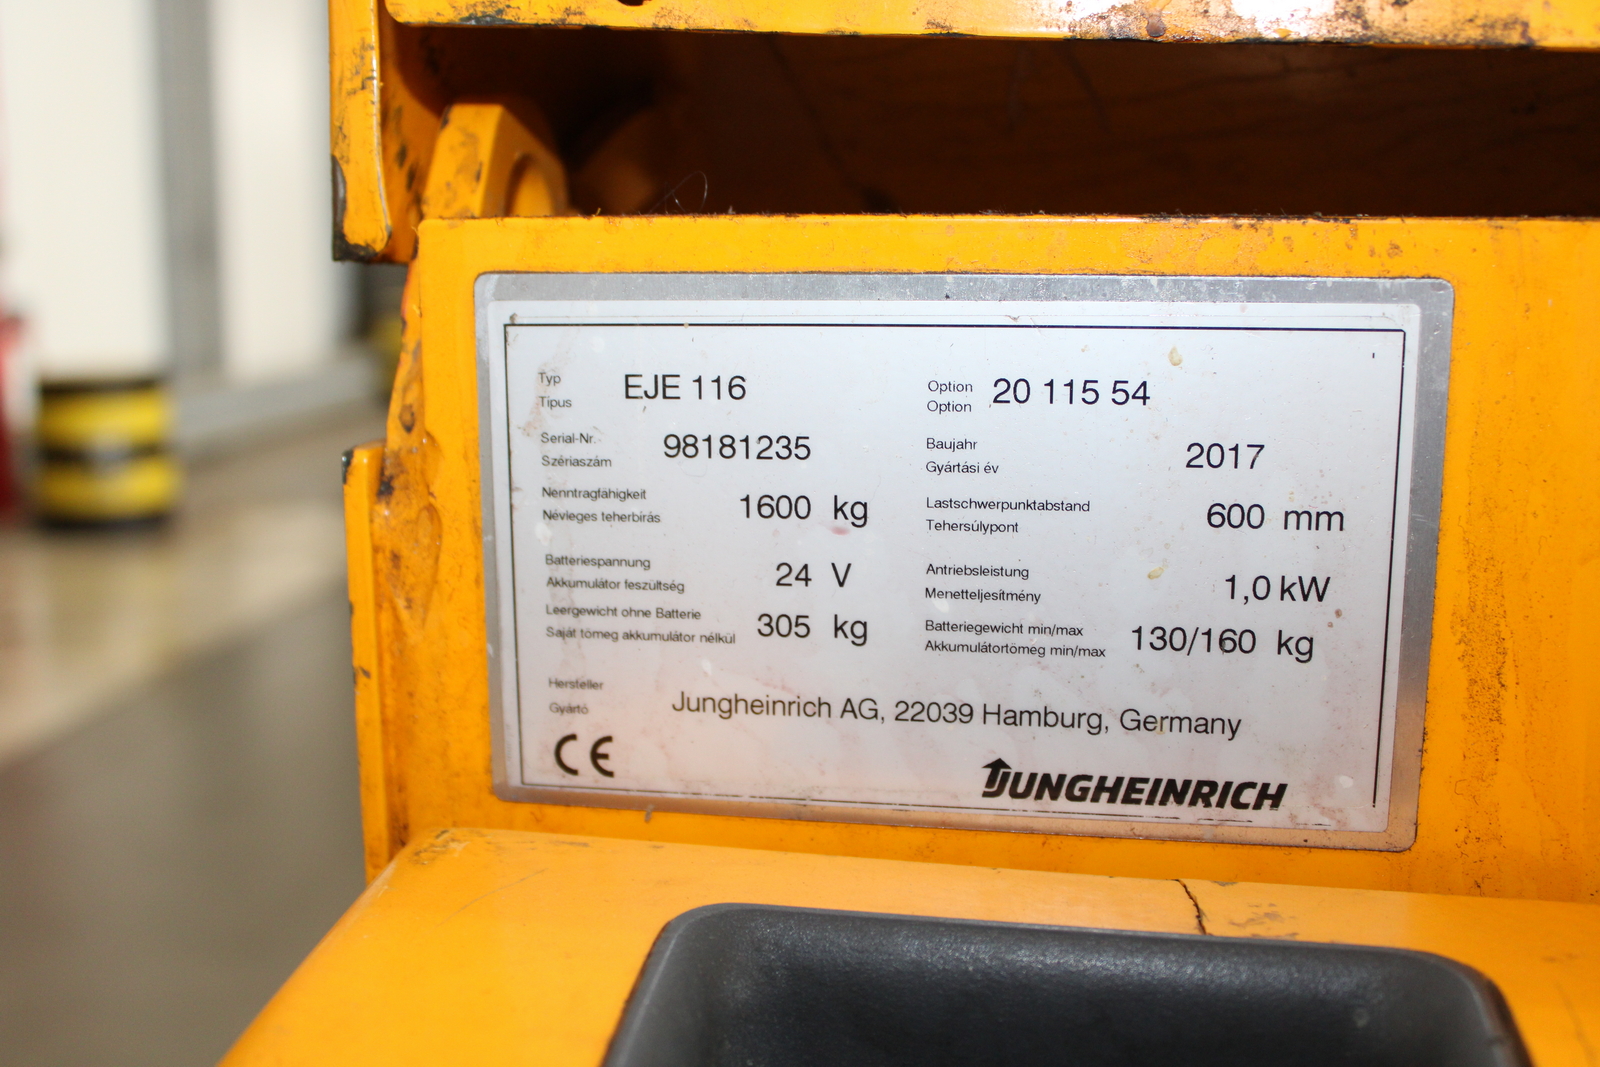 Typ
Típus
EJE 116
Option
Option
20 115 54
Serial-Nr.
Szériaszám
98181235
Baujahr
Gyártási év
2017
Nenntragfähigkeit
Névleges teherbírás
1600 kg
Lastschwerpunktabstand
Tehersúlypont
600 mm
Batteriespannung
Akkumulátor feszültség
24 V
Antriebsleistung
Menetteljesítmény
1,0 kW
Leergewicht ohne Batterie
Saját tömeg akkumulátor nélkül
305 kg
Batteriegewicht min/max
Akkumulátortömeg min/max
130/160 kg
Hersteller
Gyártó
Jungheinrich AG, 22039 Hamburg, Germany
CE
JUNGHEINRICH